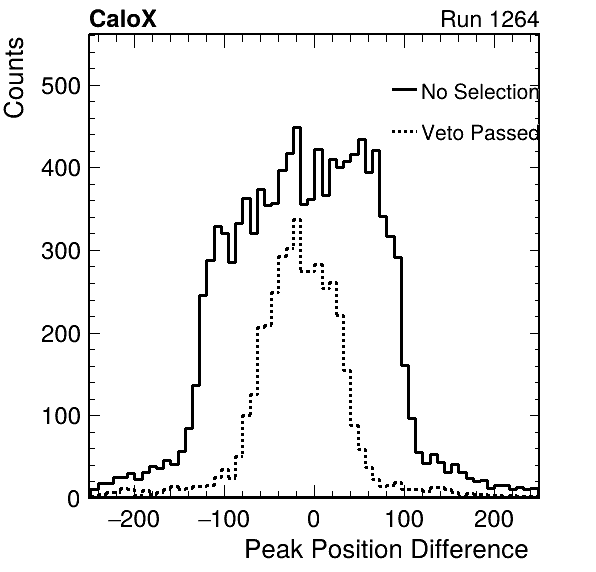 CaloX Run 1264
Counts
500
400
300
200
100
0
No Selection
Veto Passed
−200 −100 0 100 200
Peak Position Difference